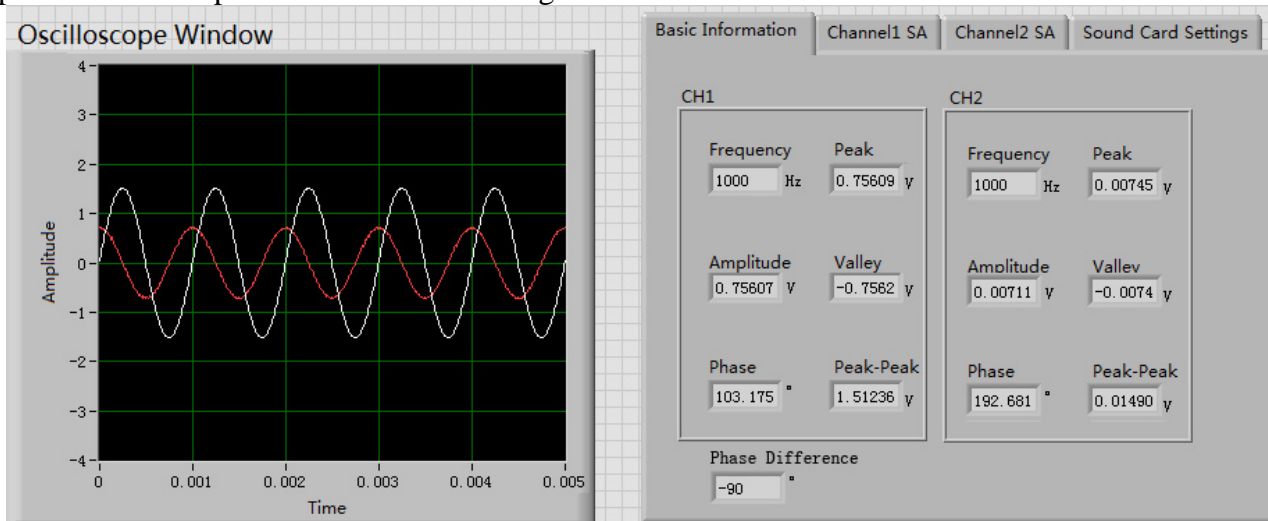 Oscilloscope Window
Amplitude
4
3
2
1
0
-1
-2
-3
-4
0 0.001 0.002 0.003 0.004 0.005
Time
Basic Information Channel1 SA Channel2 SA Sound Card Settings
CH1
Frequency Peak
1000 Hz 0.75609 V
Amplitude Valley
0.75607 V -0.7562 V
Phase Peak-Peak
103.175 ° 1.51236 V
CH2
Frequency Peak
1000 Hz 0.00745 V
Amplitude Valley
0.00711 V -0.0074 V
Phase Peak-Peak
192.681 ° 0.01490 V
Phase Difference
-90 °